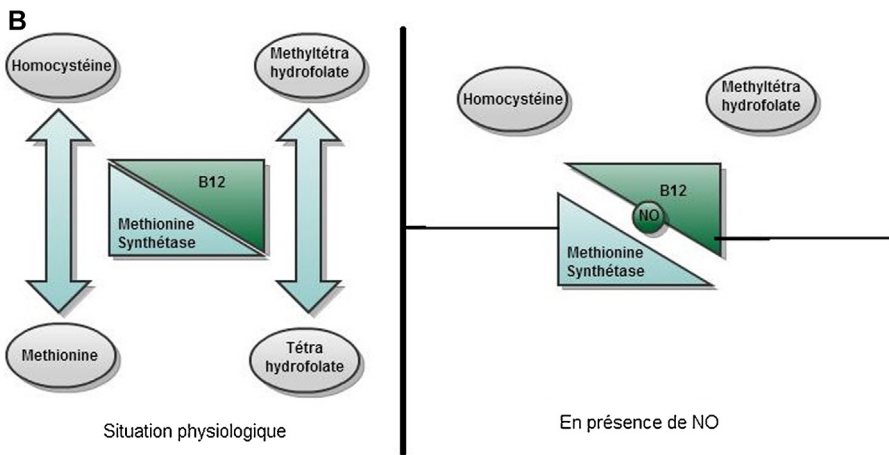 B
Homocystéine
Methyltétra
hydrofolate
B12
Methionine
Synthétase
Methionine
Tétra
hydrofolate
Situation physiologique
Homocystéine
Methyltétra
hydrofolate
B12
NO
Methionine
Synthétase
En présence de NO